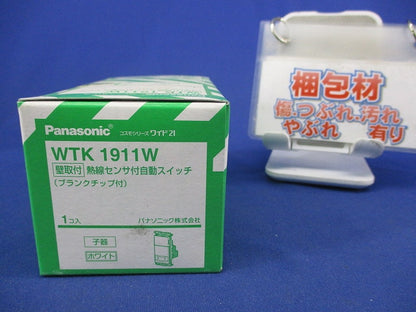 Panasonic コスモシリーズ ワイド21
WTK 1911W
壁取付 熱線センサ付自動スイッチ
(ブランクチップ付)
1コ入
パナソニック株式会社
子器
ホワイト
梱包材
傷、つぶれ、汚れ
やぶれ 有り